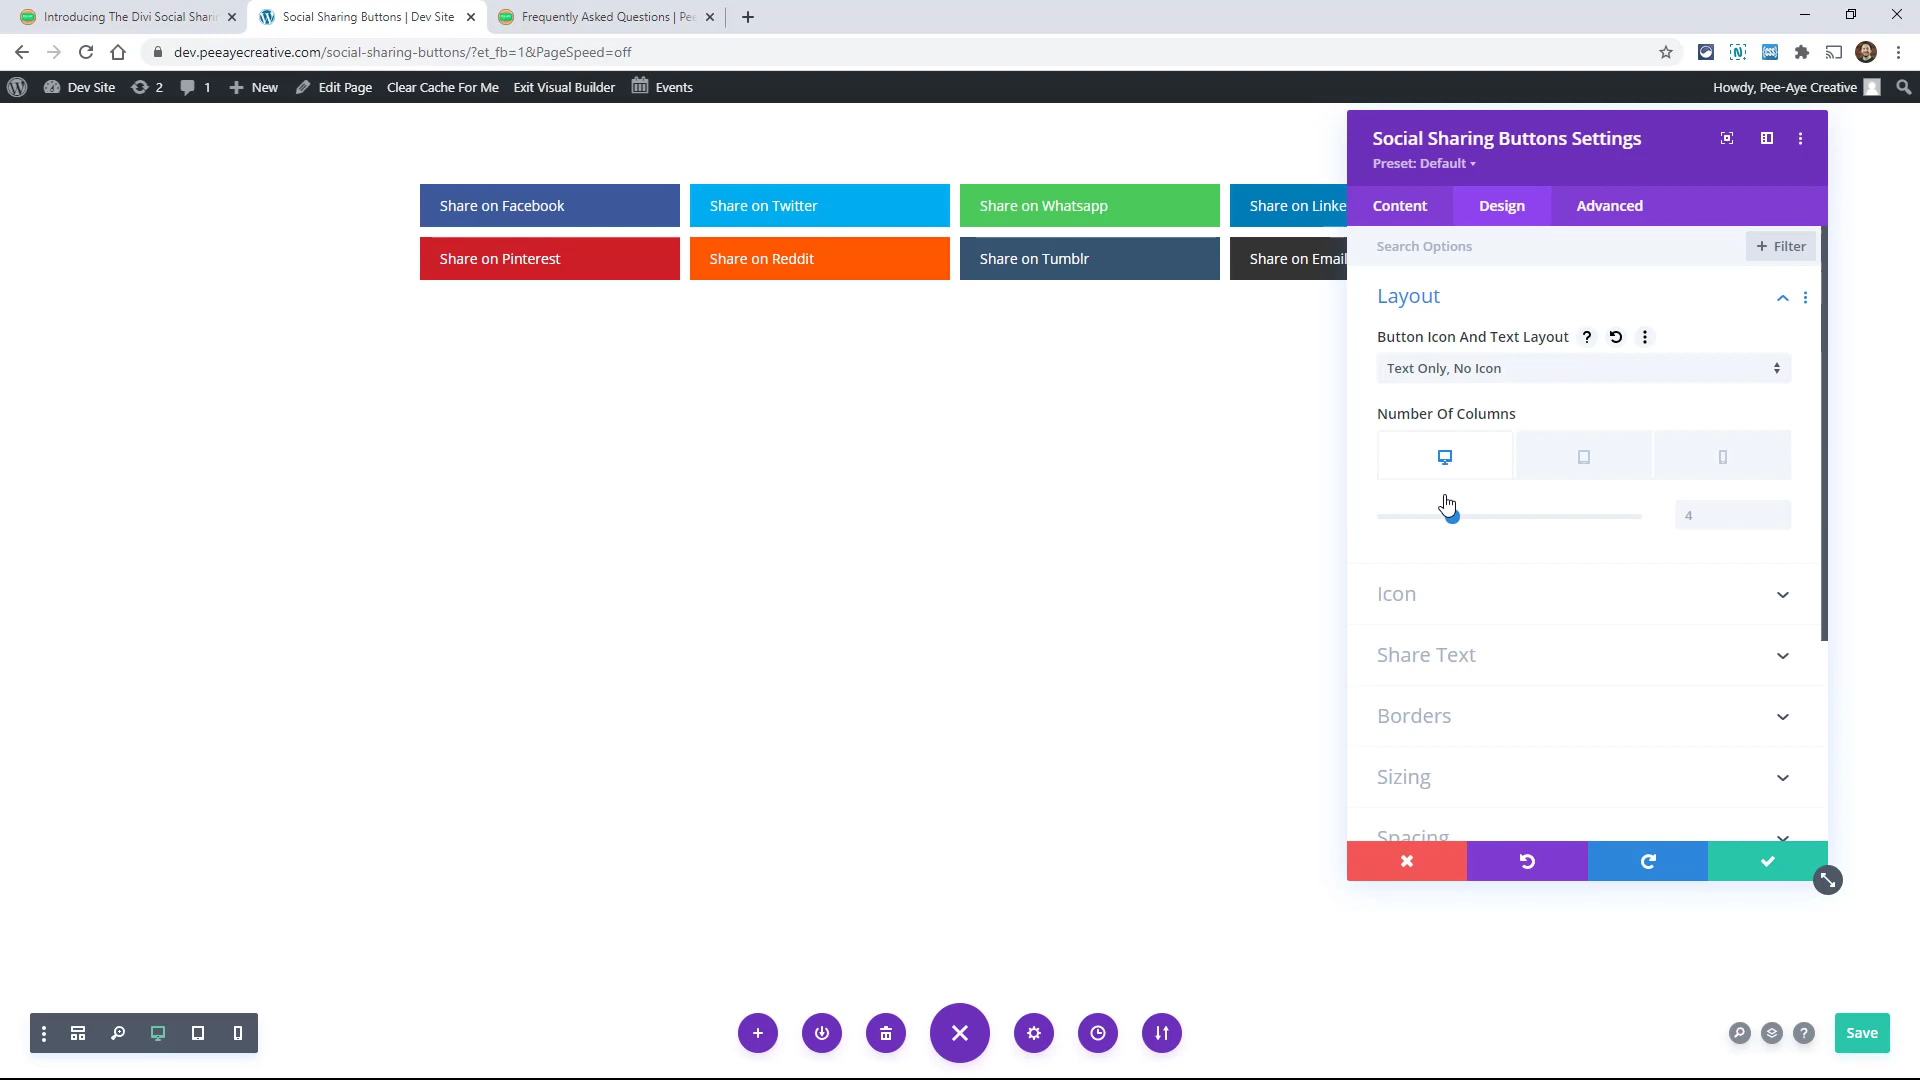 Introducing The Divi Social Sharin
Social Sharing Buttons | Dev Site
Frequently Asked Questions | Pee
dev.peeayecreative.com/social-sharing-buttons/?et_fb=1&PageSpeed=off
Dev Site 2 1 New Edit Page Clear Cache For Me Exit Visual Builder Events Howdy, Pee-Aye Creative
Social Sharing Buttons Settings
Preset: Default
Content Design Advanced
Share on Facebook Share on Twitter Share on Whatsapp Share on Linke
Search Options + Filter
Share on Pinterest Share on Reddit Share on Tumblr Share on Email
Layout
Button Icon And Text Layout ?
Text Only, No Icon
Number Of Columns
4
Icon
Share Text
Borders
Sizing
Spacing
? Save